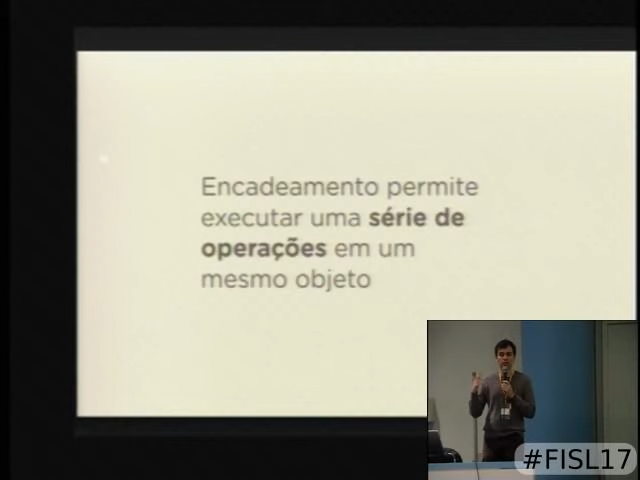 Encadeamento permite
executar uma série de
operações em um
mesmo objeto
#FISL17